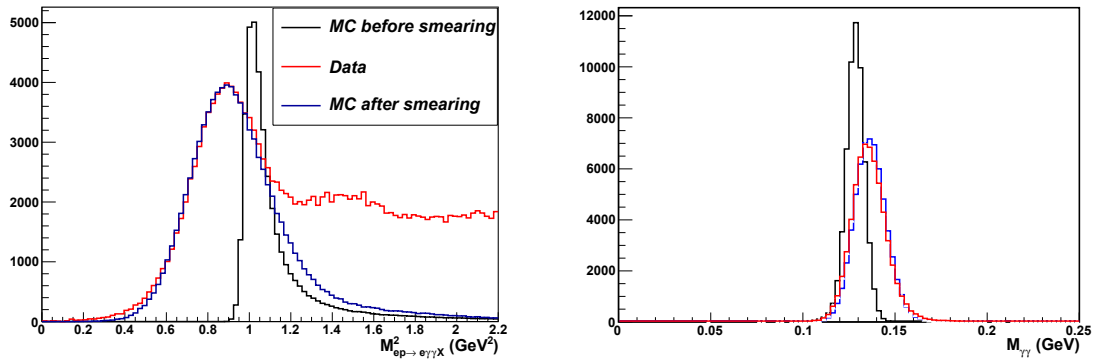 5000
4000
3000
2000
1000
0
0 0.2 0.4 0.6 0.8 1 1.2 1.4 1.6 1.8 2 2.2
M²ep→ eγγX (GeV²)
MC before smearing
Data
MC after smearing
12000
10000
8000
6000
4000
2000
0
0 0.05 0.1 0.15 0.2 0.25
Mγγ (GeV)